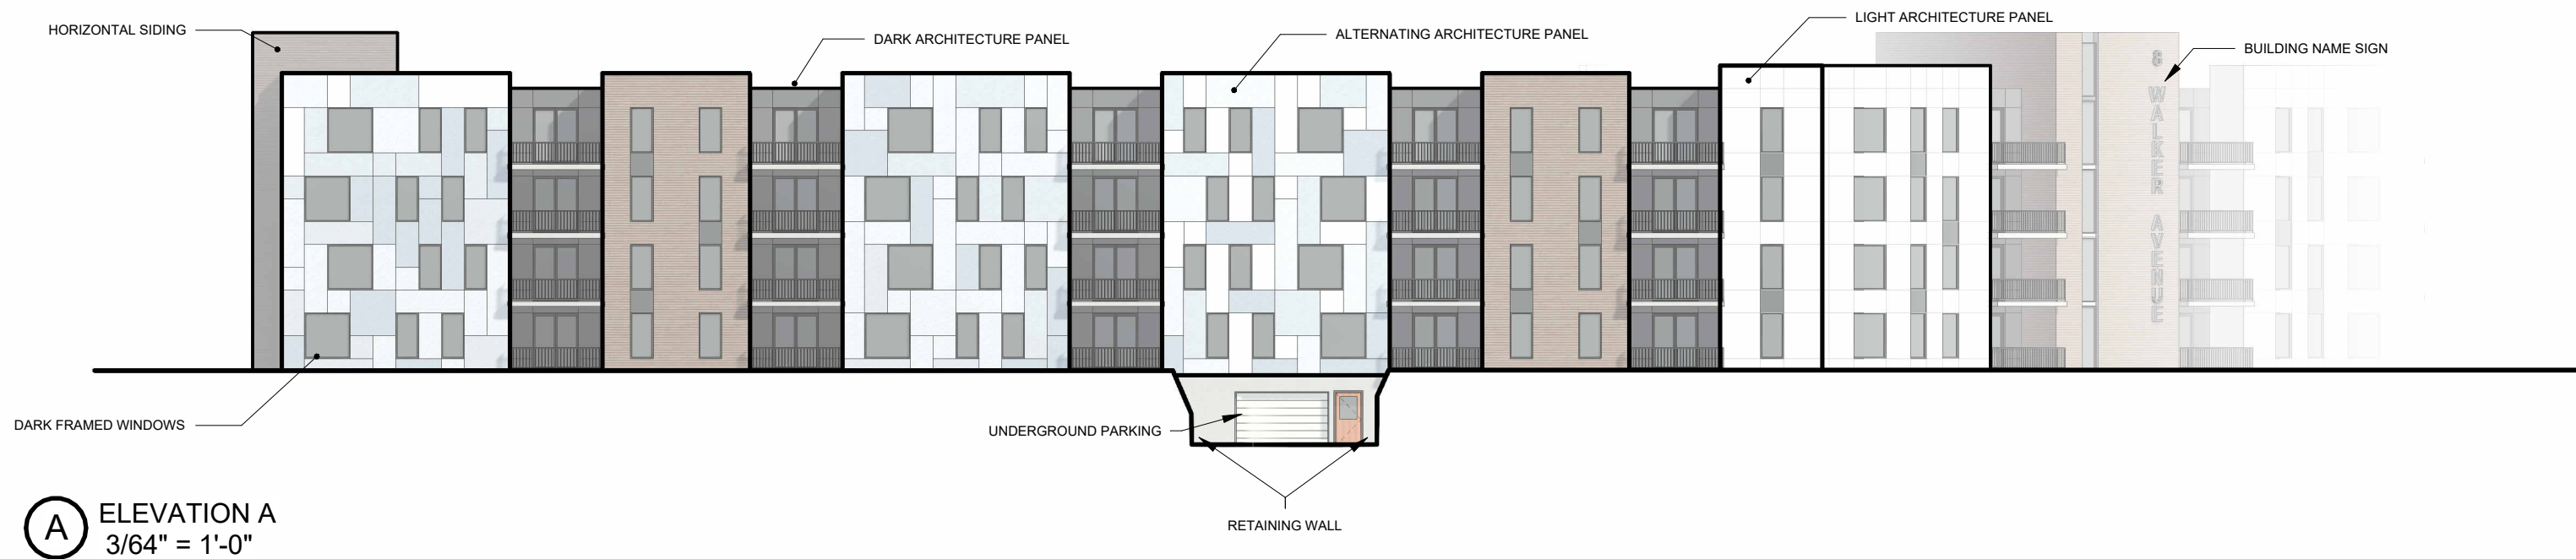 HORIZONTAL SIDING
DARK ARCHITECTURE PANEL
ALTERNATING ARCHITECTURE PANEL
LIGHT ARCHITECTURE PANEL
BUILDING NAME SIGN
8 WALKER AVENUE
DARK FRAMED WINDOWS
UNDERGROUND PARKING
RETAINING WALL
A
ELEVATION A
3/64" = 1'-0"